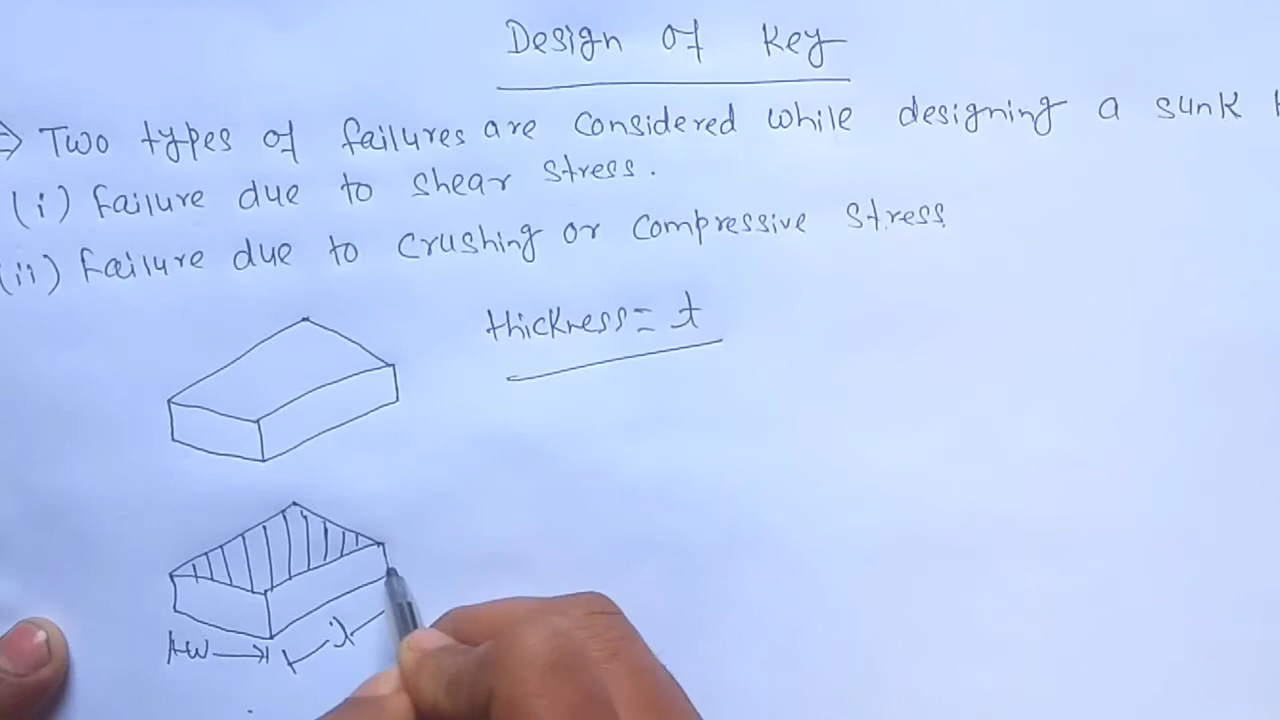 Design of Key
=> Two types of failures are considered while designing a sunk
(i) Failure due to shear stress.
(ii) Failure due to crushing or compressive stress
thickness = t
w
l